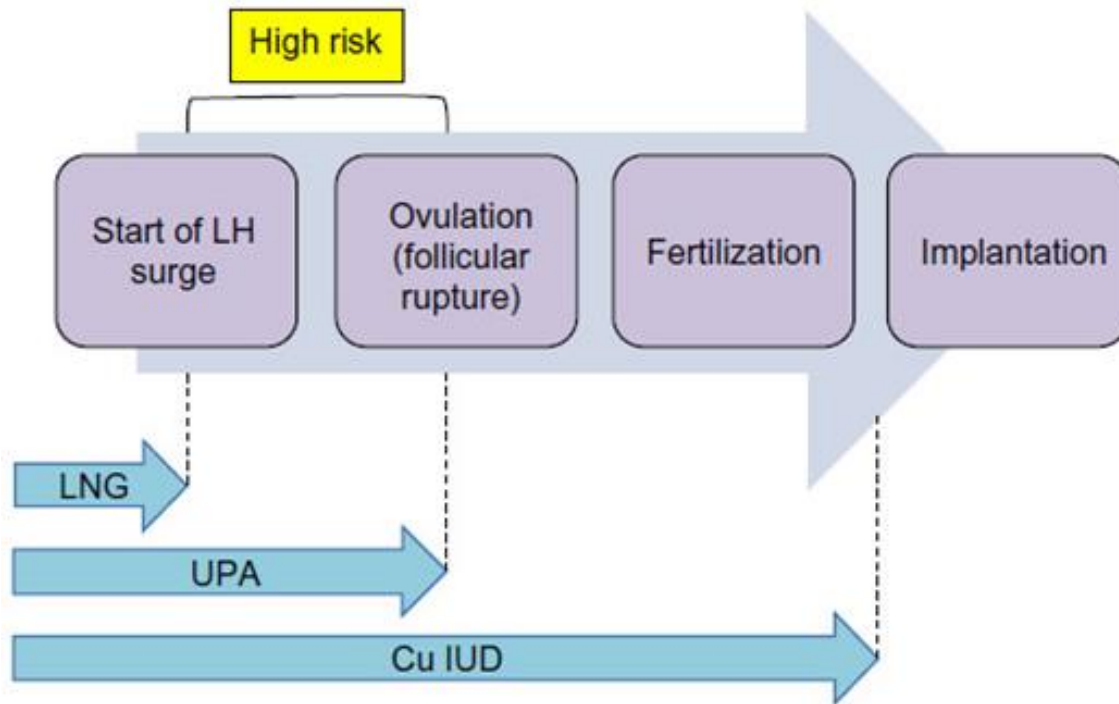 High risk
Start of LH
surge
Ovulation
(follicular
rupture)
Fertilization
Implantation
LNG
UPA
Cu IUD